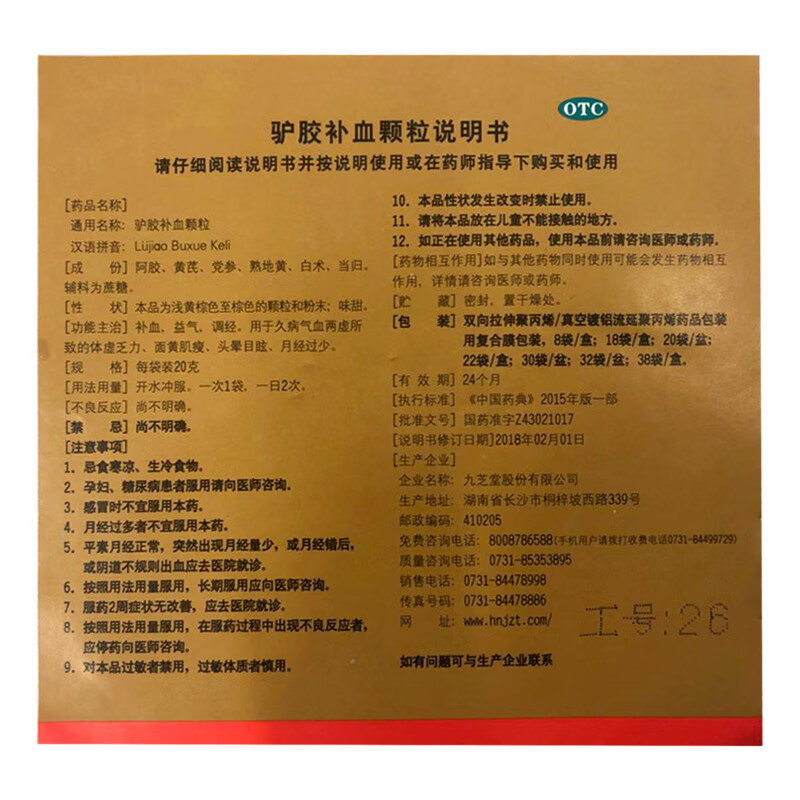 OTC
驴胶补血颗粒说明书
请仔细阅读说明书并按说明使用或在药师指导下购买和使用
[药品名称]
通用名称：驴胶补血颗粒
汉语拼音：Lüjiao Buxue Keli
[成　份]阿胶、黄芪、党参、熟地黄、白术、当归。
辅料为蔗糖。
[性　状]本品为浅黄棕色至棕色的颗粒和粉末；味甜。
[功能主治]补血，益气，调经。用于久病气血两虚所
致的体虚乏力、面黄肌瘦、头晕目眩、月经过少。
[规　格]每袋装20克
[用法用量]开水冲服。一次1袋，一日2次。
[不良反应]尚不明确。
[禁　忌]尚不明确。
[注意事项]
1．忌食寒凉、生冷食物。
2．孕妇、糖尿病患者服用请向医师咨询。
3．感冒时不宜服用本药。
4．月经过多者不宜服用本药。
5．平素月经正常，突然出现月经量少，或月经错后，
或阴道不规则出血应去医院就诊。
6．按照用法用量服用，长期服用应向医师咨询。
7．服药2周症状无改善，应去医院就诊。
8．按照用法用量服用，在服药过程中出现不良反应者，
应停药向医师咨询。
9．对本品过敏者禁用，过敏体质者慎用。
10．本品性状发生改变时禁止使用。
11．请将本品放在儿童不能接触的地方。
12．如正在使用其他药品，使用本品前请咨询医师或药师。
[药物相互作用]如与其他药物同时使用可能会发生药物相互
作用，详情请咨询医师或药师。
[贮　藏]密封，置干燥处。
[包　装]双向拉伸聚丙烯/真空镀铝流延聚丙烯药品包装
用复合膜包装，8袋/盒；18袋/盒；20袋/盆；
22袋/盒；30袋/盆；32袋/盆；38袋/盒。
[有 效 期]24个月
[执行标准]《中国药典》2015年版一部
[批准文号]国药准字Z43021017
[说明书修订日期]2018年02月01日
[生产企业]
企业名称：九芝堂股份有限公司
生产地址：湖南省长沙市桐梓坡西路339号
邮政编码：410205
免费咨询电话：8008786588(手机用户请拨打收费电话0731-84499729)
质量咨询电话：0731-85353895
销售电话：0731-84478998
传真号码：0731-84478886
网　址：www.hnjzt.com/
工号:26
如有问题可与生产企业联系